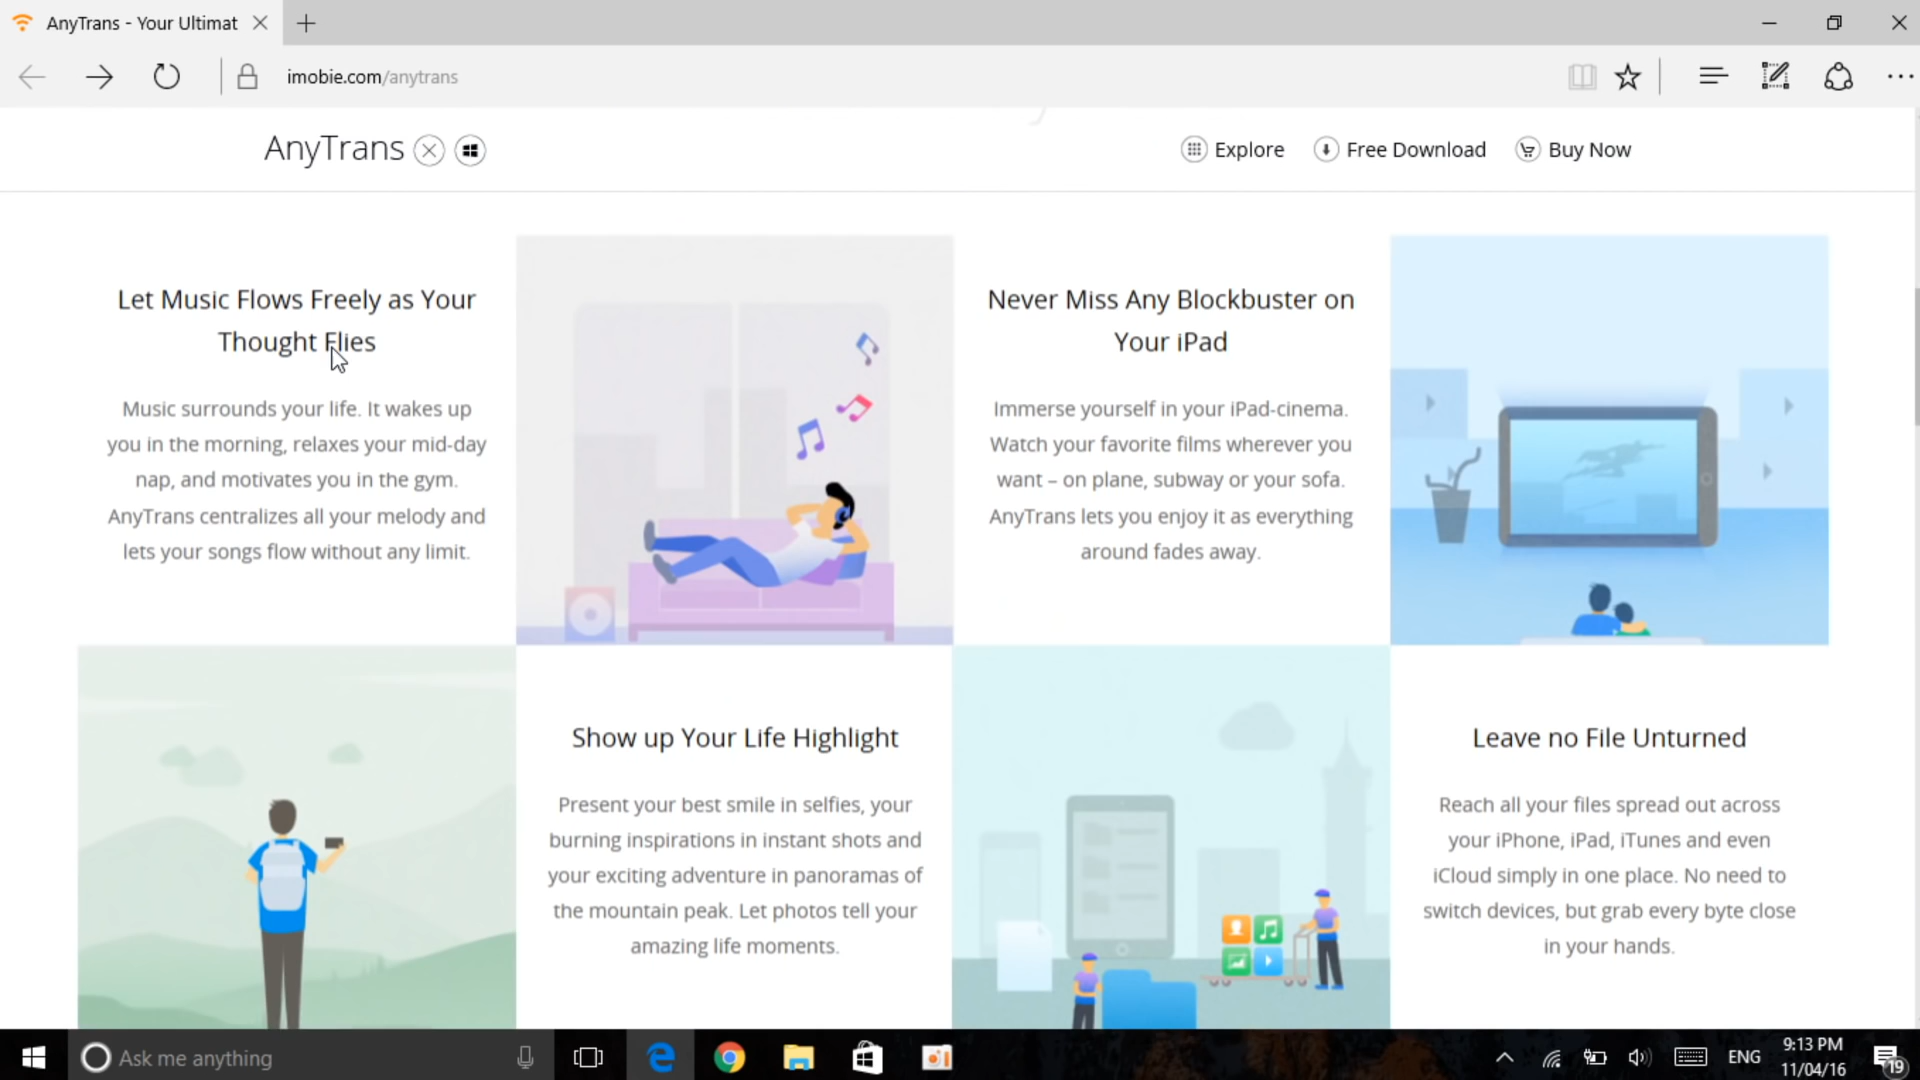 AnyTrans - Your Ultimat
imobie.com/anytrans
AnyTrans
Explore
Free Download
Buy Now
Let Music Flows Freely as Your
Thought Flies
Music surrounds your life. It wakes up
you in the morning, relaxes your mid-day
nap, and motivates you in the gym.
AnyTrans centralizes all your melody and
lets your songs flow without any limit.
Never Miss Any Blockbuster on
Your iPad
Immerse yourself in your iPad-cinema.
Watch your favorite films wherever you
want – on plane, subway or your sofa.
AnyTrans lets you enjoy it as everything
around fades away.
Show up Your Life Highlight
Present your best smile in selfies, your
burning inspirations in instant shots and
your exciting adventure in panoramas of
the mountain peak. Let photos tell your
amazing life moments.
Leave no File Unturned
Reach all your files spread out across
your iPhone, iPad, iTunes and even
iCloud simply in one place. No need to
switch devices, but grab every byte close
in your hands.
Ask me anything
ENG
9:13 PM
11/04/16
19